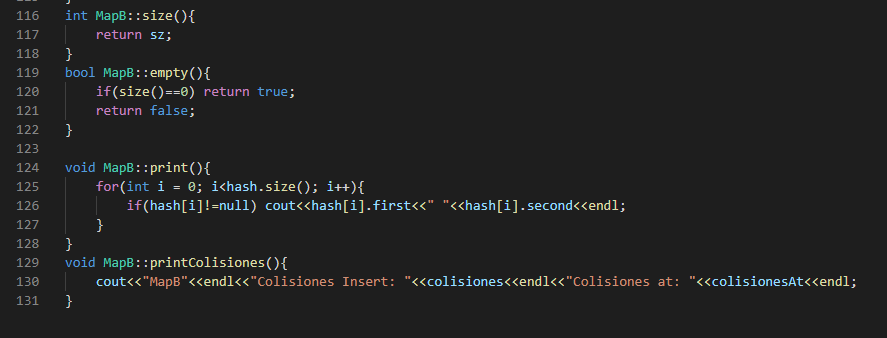 116 int MapB::size(){
117     return sz;
118 }
119 bool MapB::empty(){
120     if(size()==0) return true;
121     return false;
122 }
123
124 void MapB::print(){
125     for(int i = 0; i<hash.size(); i++){
126         if(hash[i]!=null) cout<<hash[i].first<<" "<<hash[i].second<<endl;
127     }
128 }
129 void MapB::printColisiones(){
130     cout<<"MapB"<<endl<<"Colisiones Insert: "<<colisiones<<endl<<"Colisiones at: "<<colisionesAt<<endl;
131 }